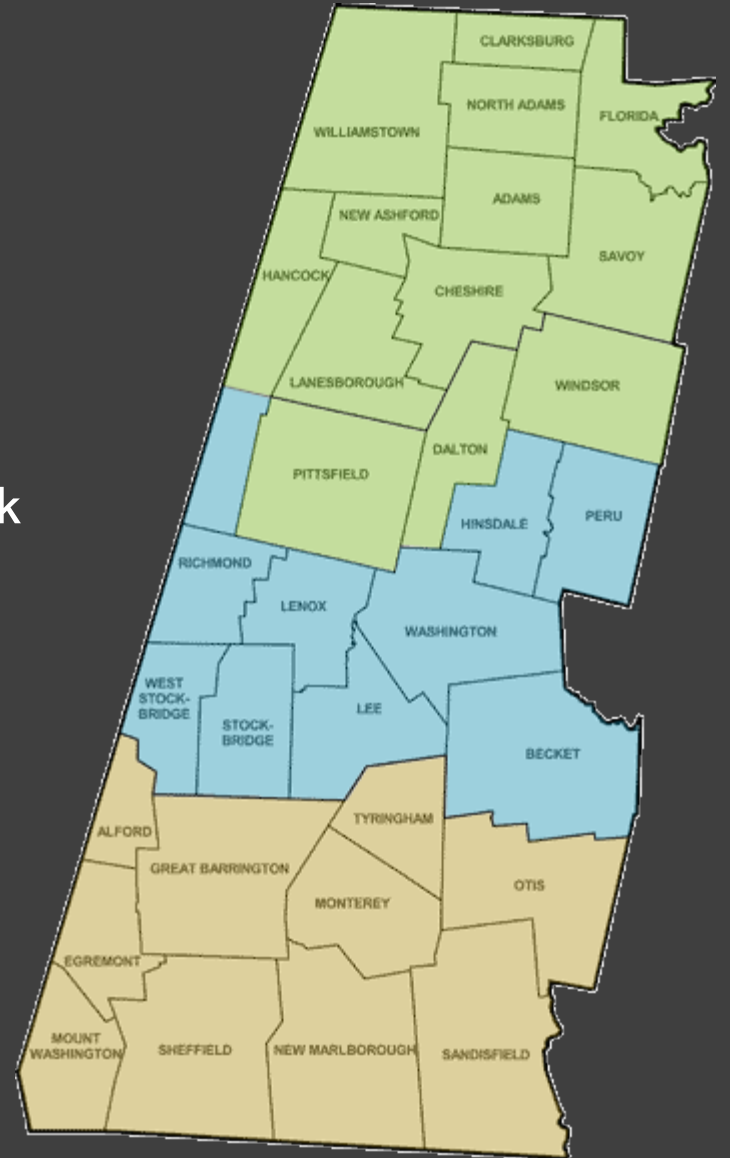 CLARKSBURG
NORTH ADAMS
FLORIDA
WILLIAMSTOWN
ADAMS
NEW ASHFORD
SAVOY
HANCOCK
CHESHIRE
LANESBOROUGH
WINDSOR
DALTON
PITTSFIELD
k
HINSDALE
PERU
RICHMOND
LENOX
WASHINGTON
WEST
STOCK-
BRIDGE
LEE
STOCK-
BRIDGE
BECKET
TYRINGHAM
ALFORD
GREAT BARRINGTON
OTIS
MONTEREY
EGREMONT
MOUNT
WASHINGTON
SHEFFIELD
NEW MARLBOROUGH
SANDISFIELD